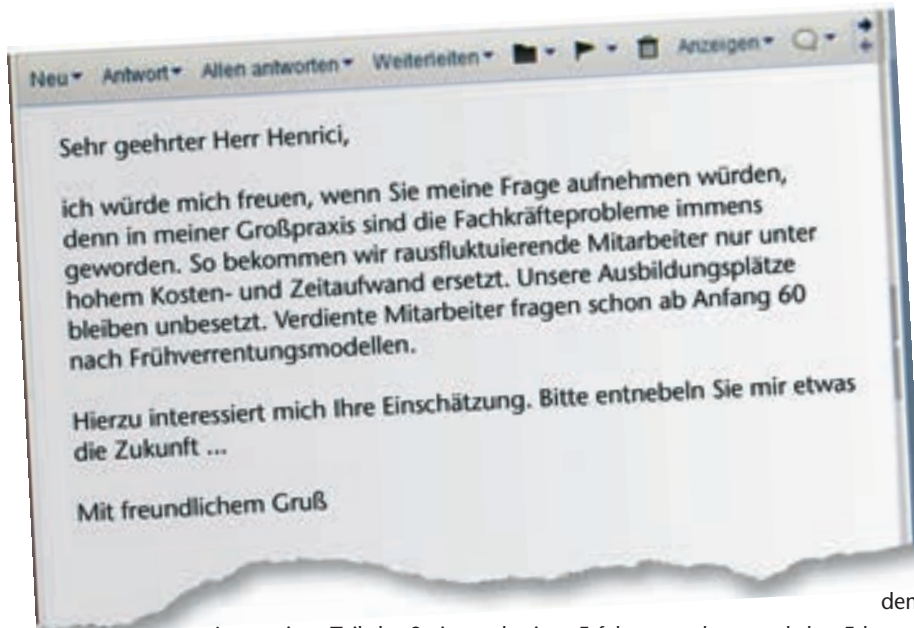 Neu Antwort Allen antworten Weiterleiten Anzeigen
Sehr geehrter Herr Henrici,
ich würde mich freuen, wenn Sie meine Frage aufnehmen würden,
denn in meiner Großpraxis sind die Fachkräfteprobleme immens
geworden. So bekommen wir rausfluktuierende Mitarbeiter nur unter
hohem Kosten- und Zeitaufwand ersetzt. Unsere Ausbildungsplätze
bleiben unbesetzt. Verdiente Mitarbeiter fragen schon ab Anfang 60
nach Frühverrentungsmodellen.
Hierzu interessiert mich Ihre Einschätzung. Bitte entnebeln Sie mir etwas
die Zukunft ...
Mit freundlichem Gruß
den